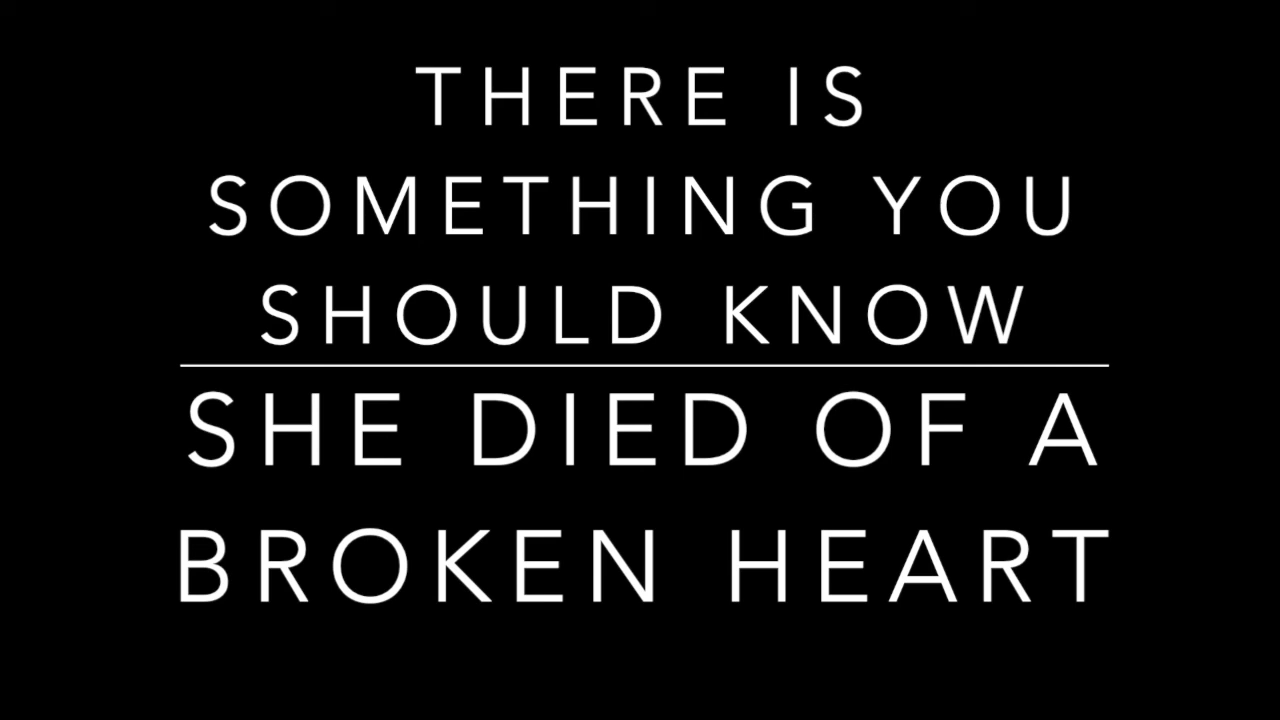 THERE IS
SOMETHING YOU
SHOULD KNOW
SHE DIED OF A
BROKEN HEART